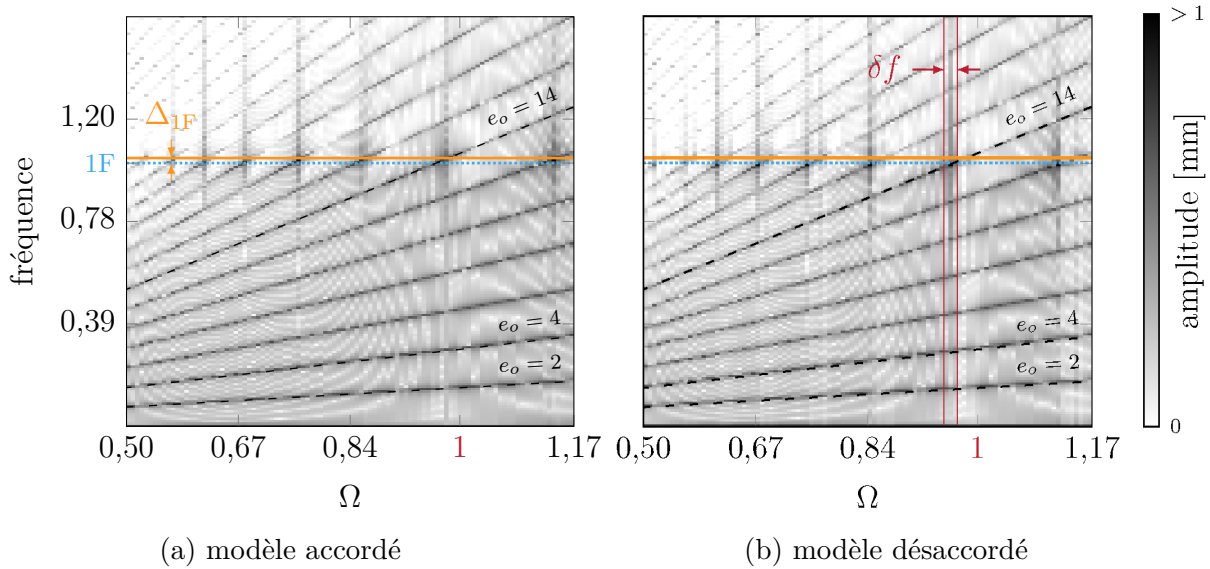 fréquence
1,20
0,78
0,39
1F
Δ1F
e_o = 14
e_o = 4
e_o = 2
0,50 0,67 0,84 1 1,17
Ω
(a) modèle accordé
δf
e_o = 14
e_o = 4
e_o = 2
0,50 0,67 0,84 1 1,17
Ω
(b) modèle désaccordé
> 1
amplitude [mm]
0